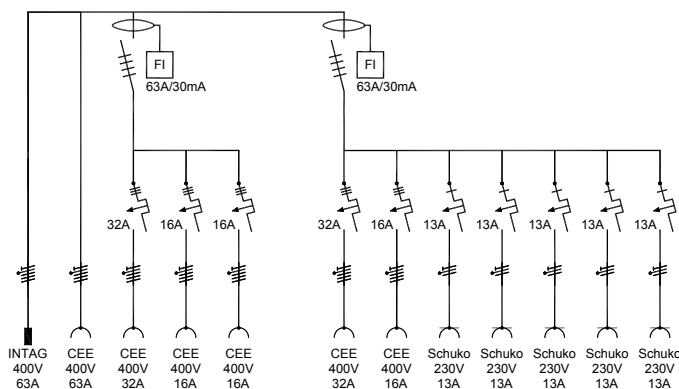 FI
63A/30mA
FI
63A/30mA
32A 16A 16A 32A 16A 13A 13A 13A 13A 13A
INTAG CEE CEE CEE CEE CEE CEE Schuko Schuko Schuko Schuko Schuko
400V 400V 400V 400V 400V 400V 400V 230V 230V 230V 230V 230V
63A 63A 32A 16A 16A 32A 16A 13A 13A 13A 13A 13A